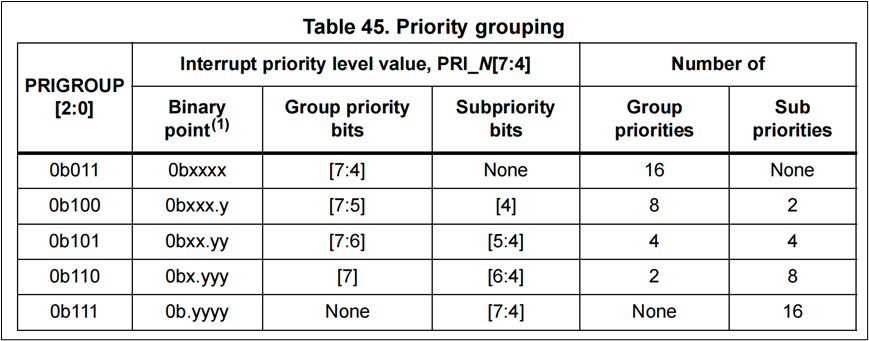 Table 45. Priority grouping
PRIGROUP [2:0] Interrupt priority level value, PRI_N[7:4] Number of
Binary point(1) Group priority bits Subpriority bits Group priorities Sub priorities
0b011 0bxxxx [7:4] None 16 None
0b100 0bxxx.y [7:5] [4] 8 2
0b101 0bxx.yy [7:6] [5:4] 4 4
0b110 0bx.yyy [7] [6:4] 2 8
0b111 0b.yyyy None [7:4] None 16